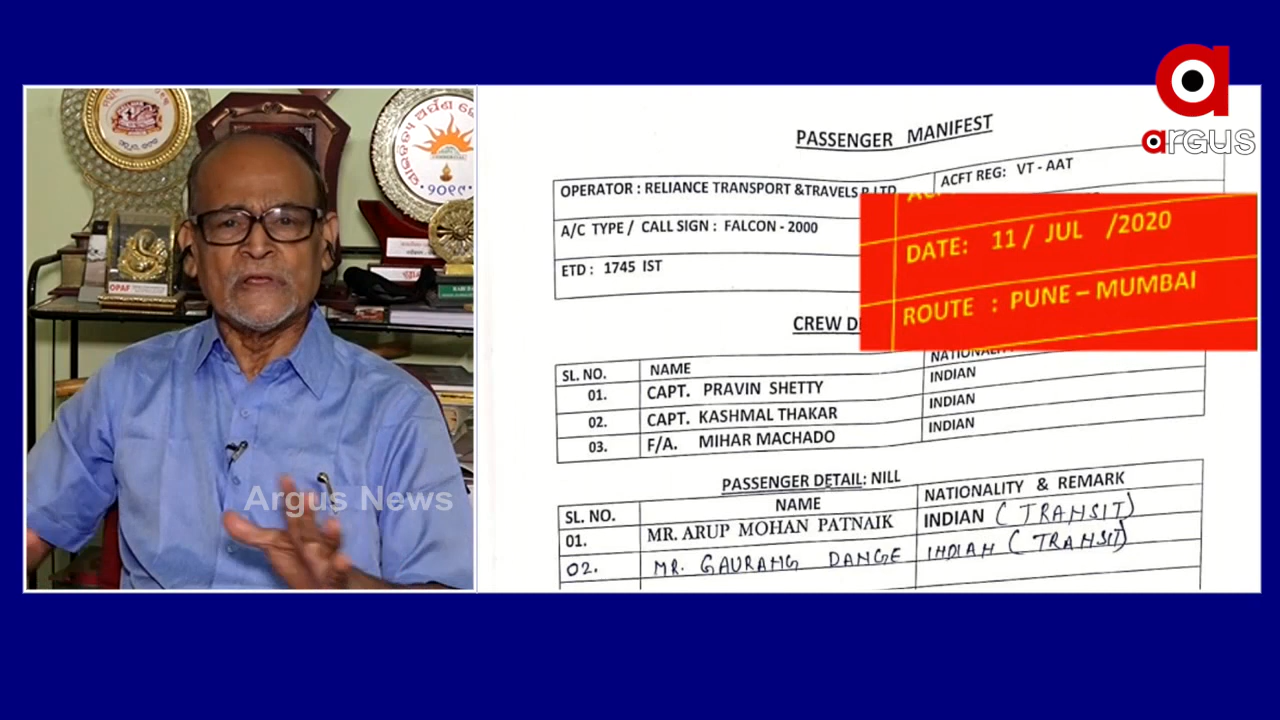 argus
Argus News
OPAF
୨୦୧୯
PASSENGER MANIFEST
OPERATOR : RELIANCE TRANSPORT &TRAVELS P.LTD
ACFT REG: VT - AAT
A/C TYPE / CALL SIGN : FALCON - 2000
DATE: 11 / JUL /2020
ETD : 1745 IST
ROUTE : PUNE – MUMBAI
CREW D
SL. NO. NAME NATIONALITY
01. CAPT. PRAVIN SHETTY INDIAN
02. CAPT. KASHMAL THAKAR INDIAN
03. F/A. MIHAR MACHADO INDIAN
PASSENGER DETAIL: NILL
SL. NO. NAME NATIONALITY & REMARK
01. MR. ARUP MOHAN PATNAIK INDIAN (TRANSIT)
02. MR. GAURANG DANGE INDIAN (TRANSIT)